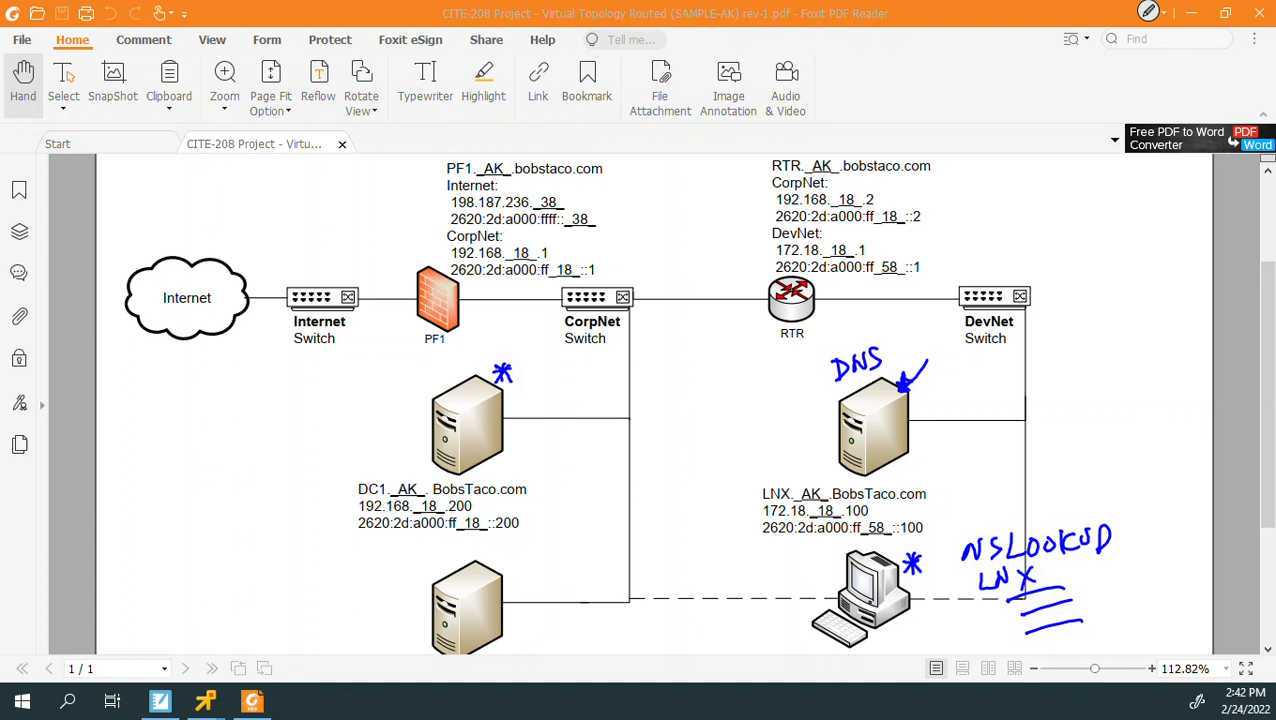 CITE-208 Project - Virtual Topology Routed (SAMPLE-AK) rev-1.pdf - Foxit PDF Reader
File Home Comment View Form Protect Foxit eSign Share Help Tell me... Find
Hand Select SnapShot Clipboard Zoom Page Fit Option Reflow Rotate View Typewriter Highlight Link Bookmark File Attachment Image Annotation Audio & Video
Start CITE-208 Project - Virtu... Free PDF to Word Converter PDF Word
PF1._AK_.bobstaco.com
Internet:
198.187.236._38_
2620:2d:a000:ffff::_38_
CorpNet:
192.168._18_.1
2620:2d:a000:ff_18_::1
RTR._AK_.bobstaco.com
CorpNet:
192.168._18_.2
2620:2d:a000:ff_18_::2
DevNet:
172.18._18_.1
2620:2d:a000:ff_58_::1
Internet
Internet
Switch
PF1
CorpNet
Switch
RTR
DevNet
Switch
DNS
DC1._AK_. BobsTaco.com
192.168._18_.200
2620:2d:a000:ff_18_::200
LNX._AK_.BobsTaco.com
172.18._18_.100
2620:2d:a000:ff_58_::100
NSLOOKUP
LNX
1 / 1 112.82%
2:42 PM
2/24/2022